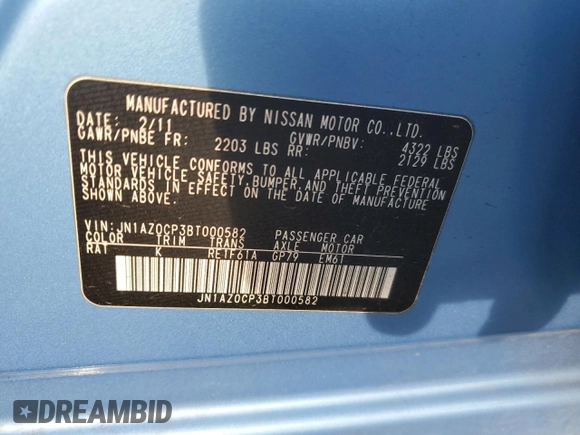 MANUFACTURED BY NISSAN MOTOR CO.,LTD.
DATE: 2/11 GVWR/PNBV: 4322 LBS
GAWR/PNBE FR: 2203 LBS RR: 2129 LBS
THIS VEHICLE CONFORMS TO ALL APPLICABLE FEDERAL
MOTOR VEHICLE SAFETY, BUMPER, AND THEFT PREVENTION
STANDARDS IN EFFECT ON THE DATE OF MANUFACTURE
SHOWN ABOVE.
VIN:JN1AZ0CP3BT000582 PASSENGER CAR
COLOR TRIM TRANS AXLE MOTOR
RAT K RE1F61A GP79 EM61
JN1AZ0CP3BT000582
DREAMBID